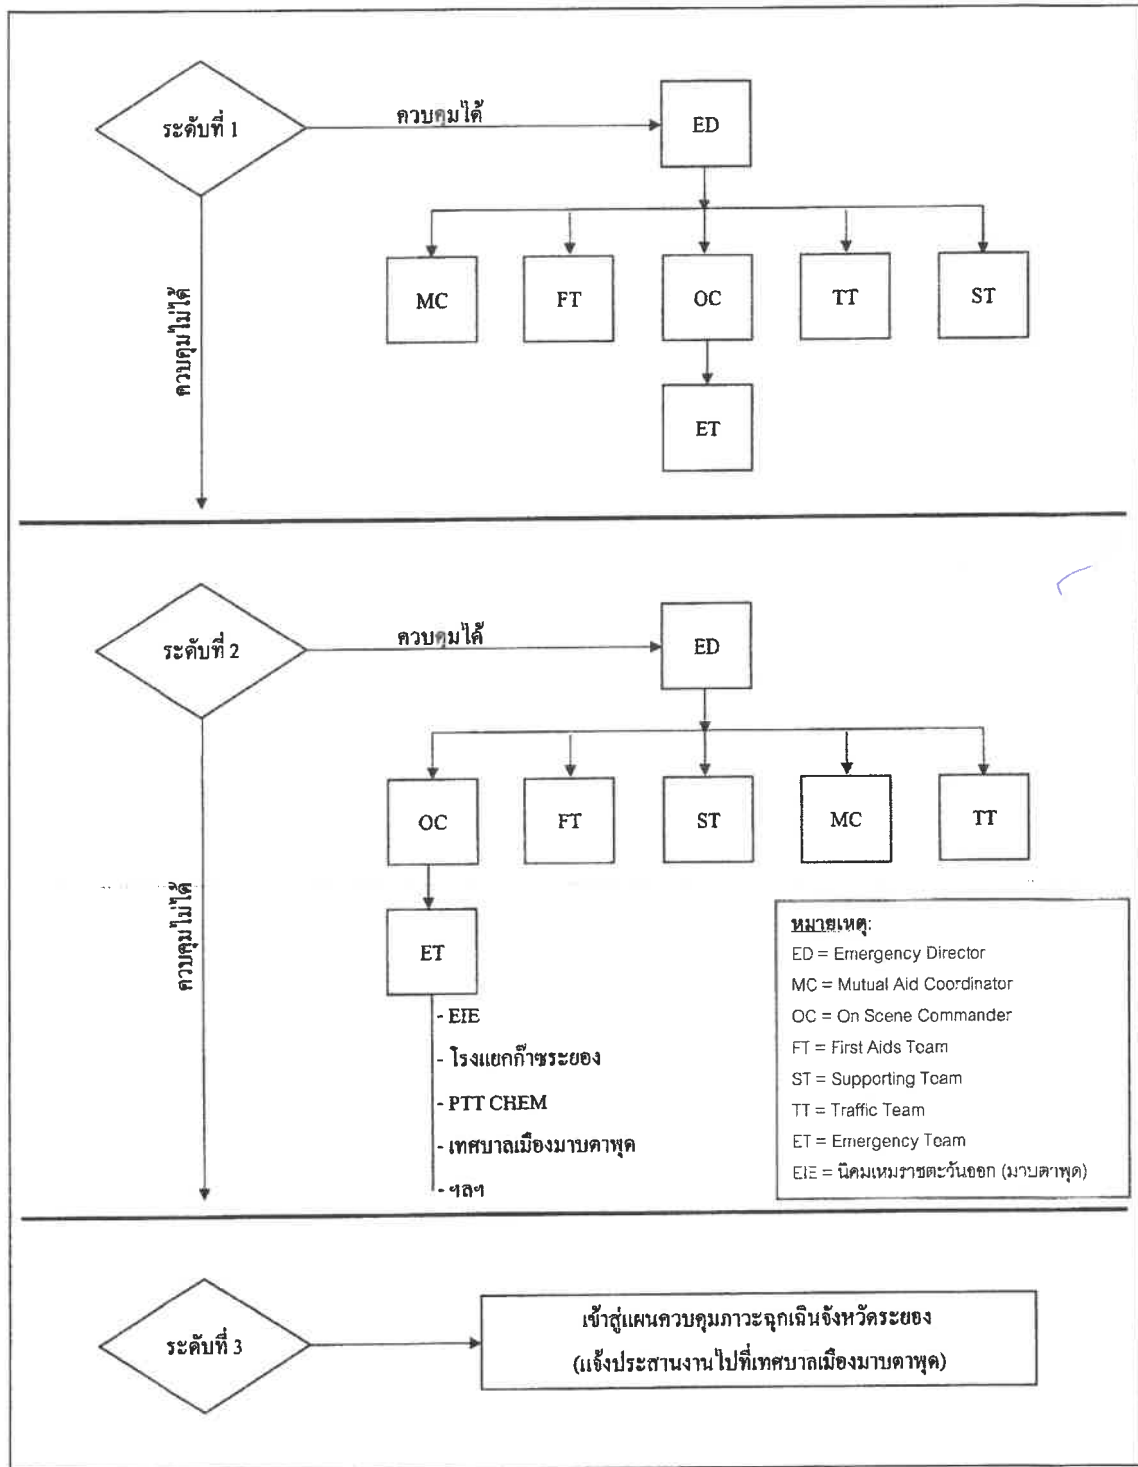 ระดับที่ 1
ควบคุมได้
ED
MC
FT
OC
TT
ST
ET
ควบคุมไม่ได้
ระดับที่ 2
ควบคุมได้
ED
OC
FT
ST
MC
TT
ET
- EIE
- โรงแยกก๊าซระยอง
- PTT CHEM
- เทศบาลเมืองมาบตาพุด
- ฯลฯ
ควบคุมไม่ได้
หมายเหตุ:
ED = Emergency Director
MC = Mutual Aid Coordinator
OC = On Scene Commander
FT = First Aids Team
ST = Supporting Team
TT = Traffic Team
ET = Emergency Team
EIE = นิคมเหมราชตะวันออก (มาบตาพุด)
ระดับที่ 3
เข้าสู่แผนควบคุมภาวะฉุกเฉินจังหวัดระยอง
(แจ้งประสานงานไปที่เทศบาลเมืองมาบตาพุด)